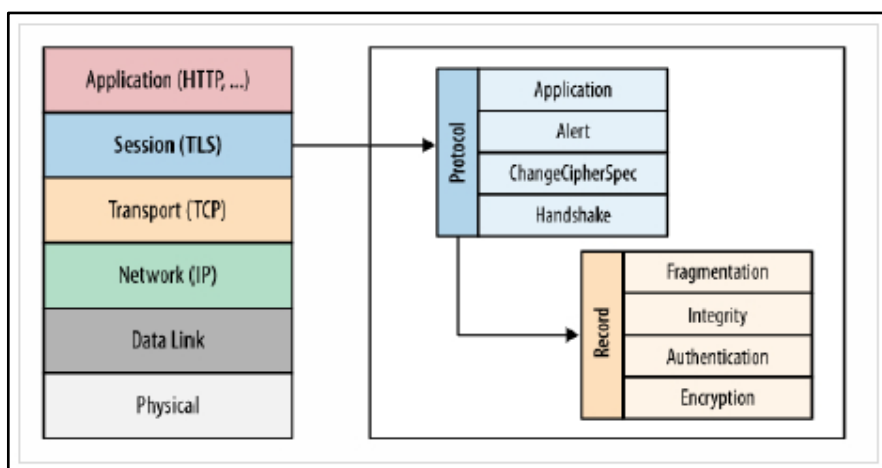 Application (HTTP, ...)
Session (TLS)
Transport (TCP)
Network (IP)
Data Link
Physical
Protocol
Application
Alert
ChangeCipherSpec
Handshake
Record
Fragmentation
Integrity
Authentication
Encryption